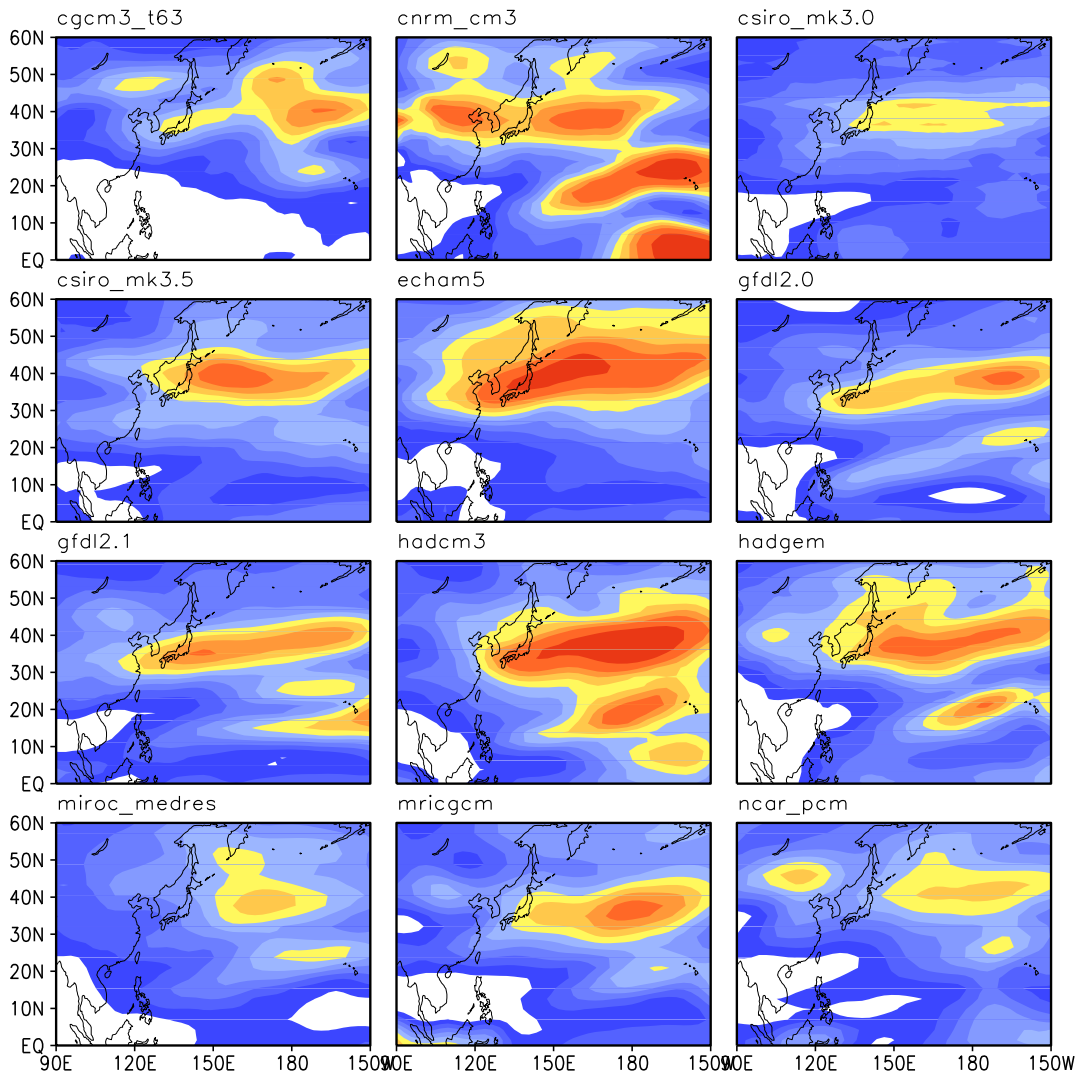 cgcm3_t63 cnrm_cm3 csiro_mk3.0
60N
50N
40N
30N
20N
10N
EQ
csiro_mk3.5 echam5 gfdl2.0
60N
50N
40N
30N
20N
10N
EQ
gfdl2.1 hadcm3 hadgem
60N
50N
40N
30N
20N
10N
EQ
miroc_medres mricgcm ncar_pcm
60N
50N
40N
30N
20N
10N
EQ
90E 120E 150E 180 150W 90E 120E 150E 180 150W 90E 120E 150E 180 150W